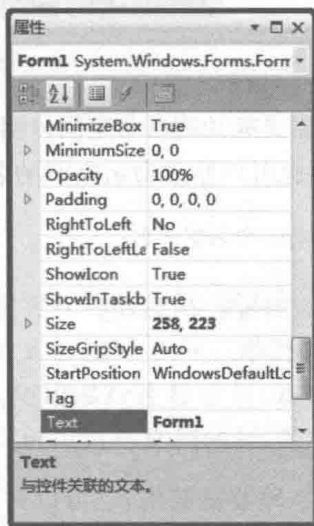 属性
Form1 System.Windows.Forms.Form
MinimizeBox True
MinimumSize 0, 0
Opacity 100%
Padding 0, 0, 0, 0
RightToLeft No
RightToLeftLa False
ShowIcon True
ShowInTaskb True
Size 258, 223
SizeGripStyle Auto
StartPosition WindowsDefaultLc
Tag
Text Form1
Text
与控件关联的文本。